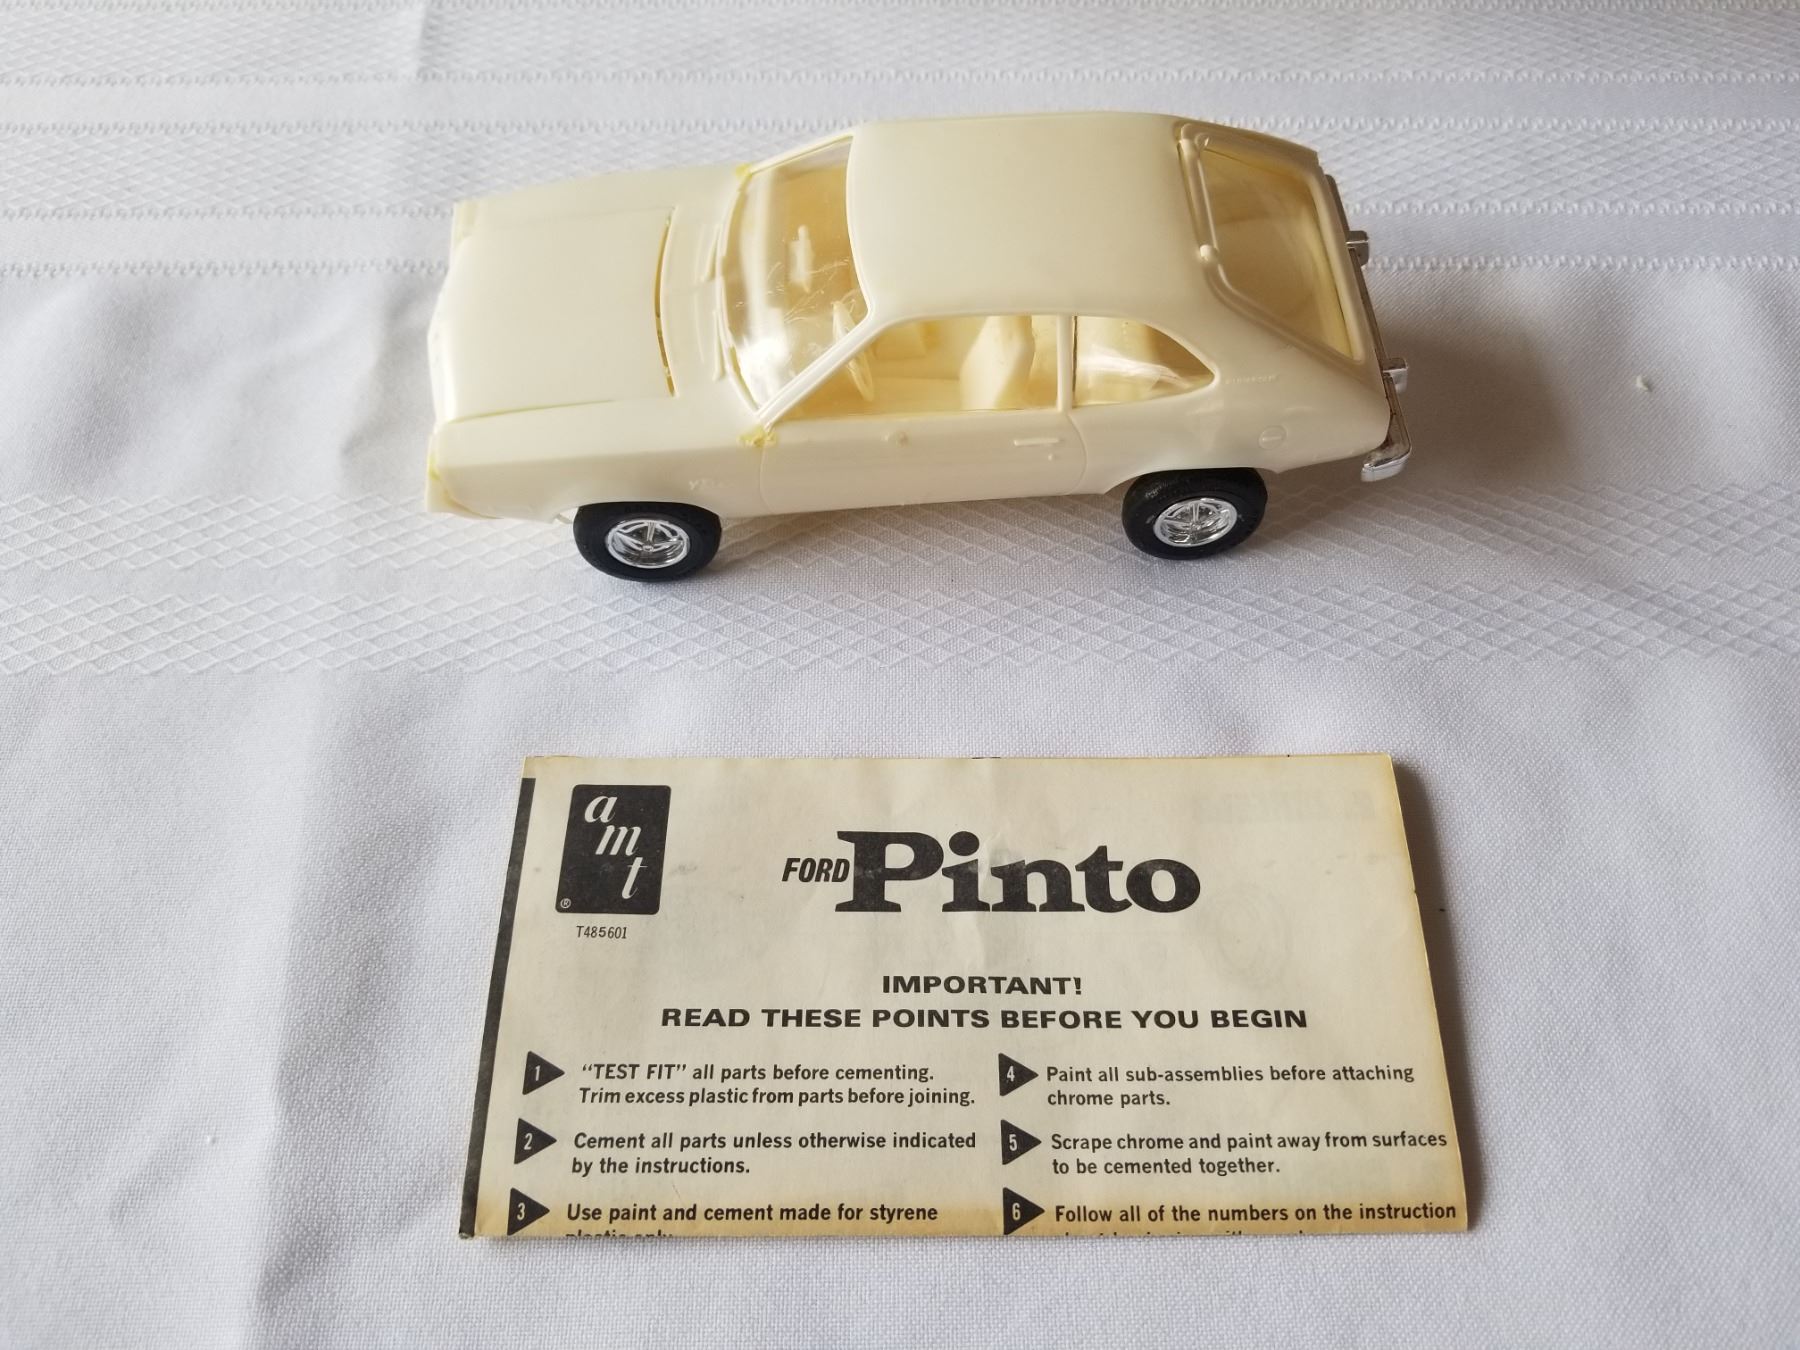 amt
®
T485601
FORD Pinto
IMPORTANT!
READ THESE POINTS BEFORE YOU BEGIN
1 "TEST FIT" all parts before cementing.
Trim excess plastic from parts before joining.
2 Cement all parts unless otherwise indicated
by the instructions.
3 Use paint and cement made for styrene
plastic only.
4 Paint all sub-assemblies before attaching
chrome parts.
5 Scrape chrome and paint away from surfaces
to be cemented together.
6 Follow all of the numbers on the instruction